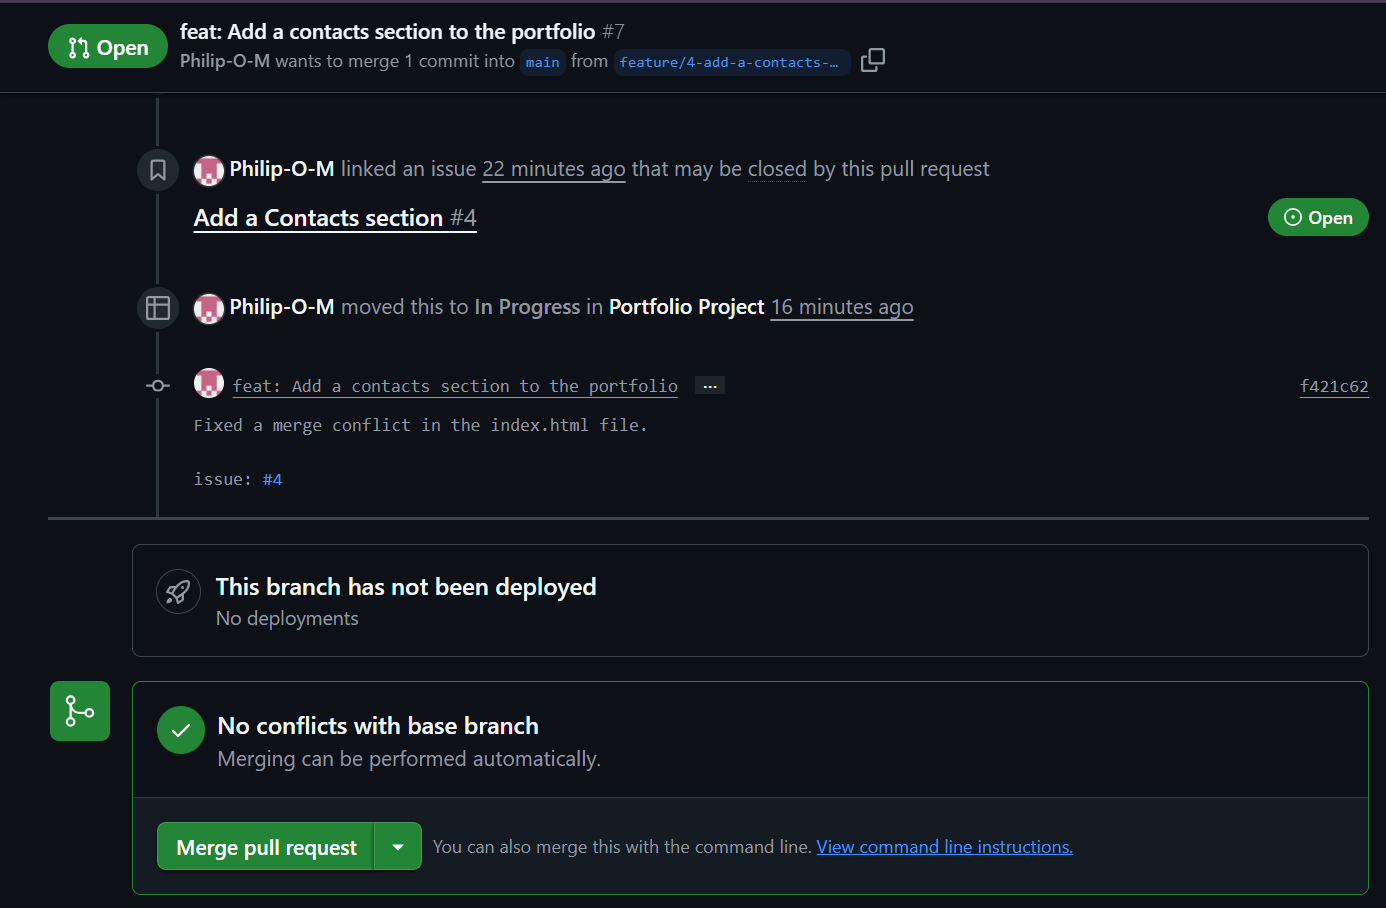 Open
feat: Add a contacts section to the portfolio #7
Philip-O-M wants to merge 1 commit into main from feature/4-add-a-contacts-…
Philip-O-M linked an issue 22 minutes ago that may be closed by this pull request
Add a Contacts section #4
Open
Philip-O-M moved this to In Progress in Portfolio Project 16 minutes ago
feat: Add a contacts section to the portfolio … f421c62
Fixed a merge conflict in the index.html file.
issue: #4
This branch has not been deployed
No deployments
No conflicts with base branch
Merging can be performed automatically.
Merge pull request You can also merge this with the command line. View command line instructions.